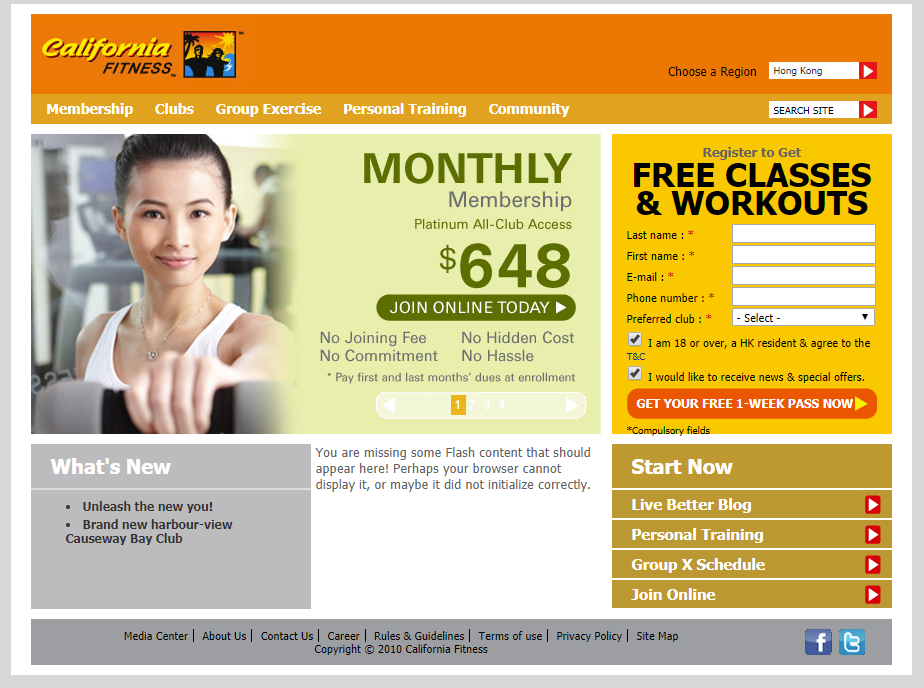 California
FITNESS™
™
Choose a Region
Hong Kong
Membership
Clubs
Group Exercise
Personal Training
Community
SEARCH SITE
MONTHLY
Membership
Platinum All-Club Access
$648
JOIN ONLINE TODAY
No Joining Fee
No Hidden Cost
No Commitment
No Hassle
* Pay first and last months' dues at enrollment
1 2 3 4
Register to Get
FREE CLASSES
& WORKOUTS
Last name : *
First name : *
E-mail : *
Phone number : *
Preferred club : *
- Select -
I am 18 or over, a HK resident & agree to the
T&C
I would like to receive news & special offers.
GET YOUR FREE 1-WEEK PASS NOW
*Compulsory fields
What's New
• Unleash the new you!
• Brand new harbour-view
Causeway Bay Club
You are missing some Flash content that should
appear here! Perhaps your browser cannot
display it, or maybe it did not initialize correctly.
Start Now
Live Better Blog
Personal Training
Group X Schedule
Join Online
Media Center | About Us | Contact Us | Career | Rules & Guidelines | Terms of use | Privacy Policy | Site Map
Copyright © 2010 California Fitness